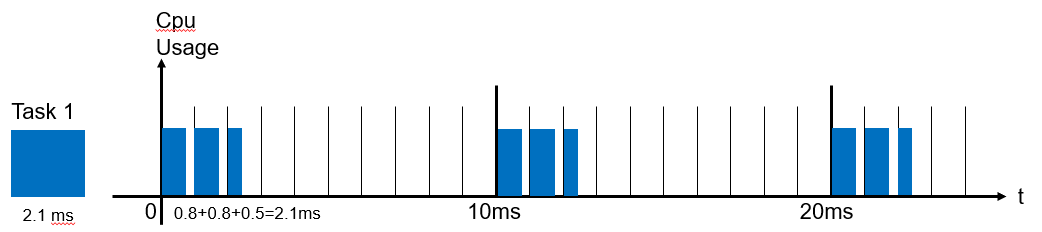 Cpu
Usage
Task 1
2.1 ms
0
0.8+0.8+0.5=2.1ms
10ms
20ms
t